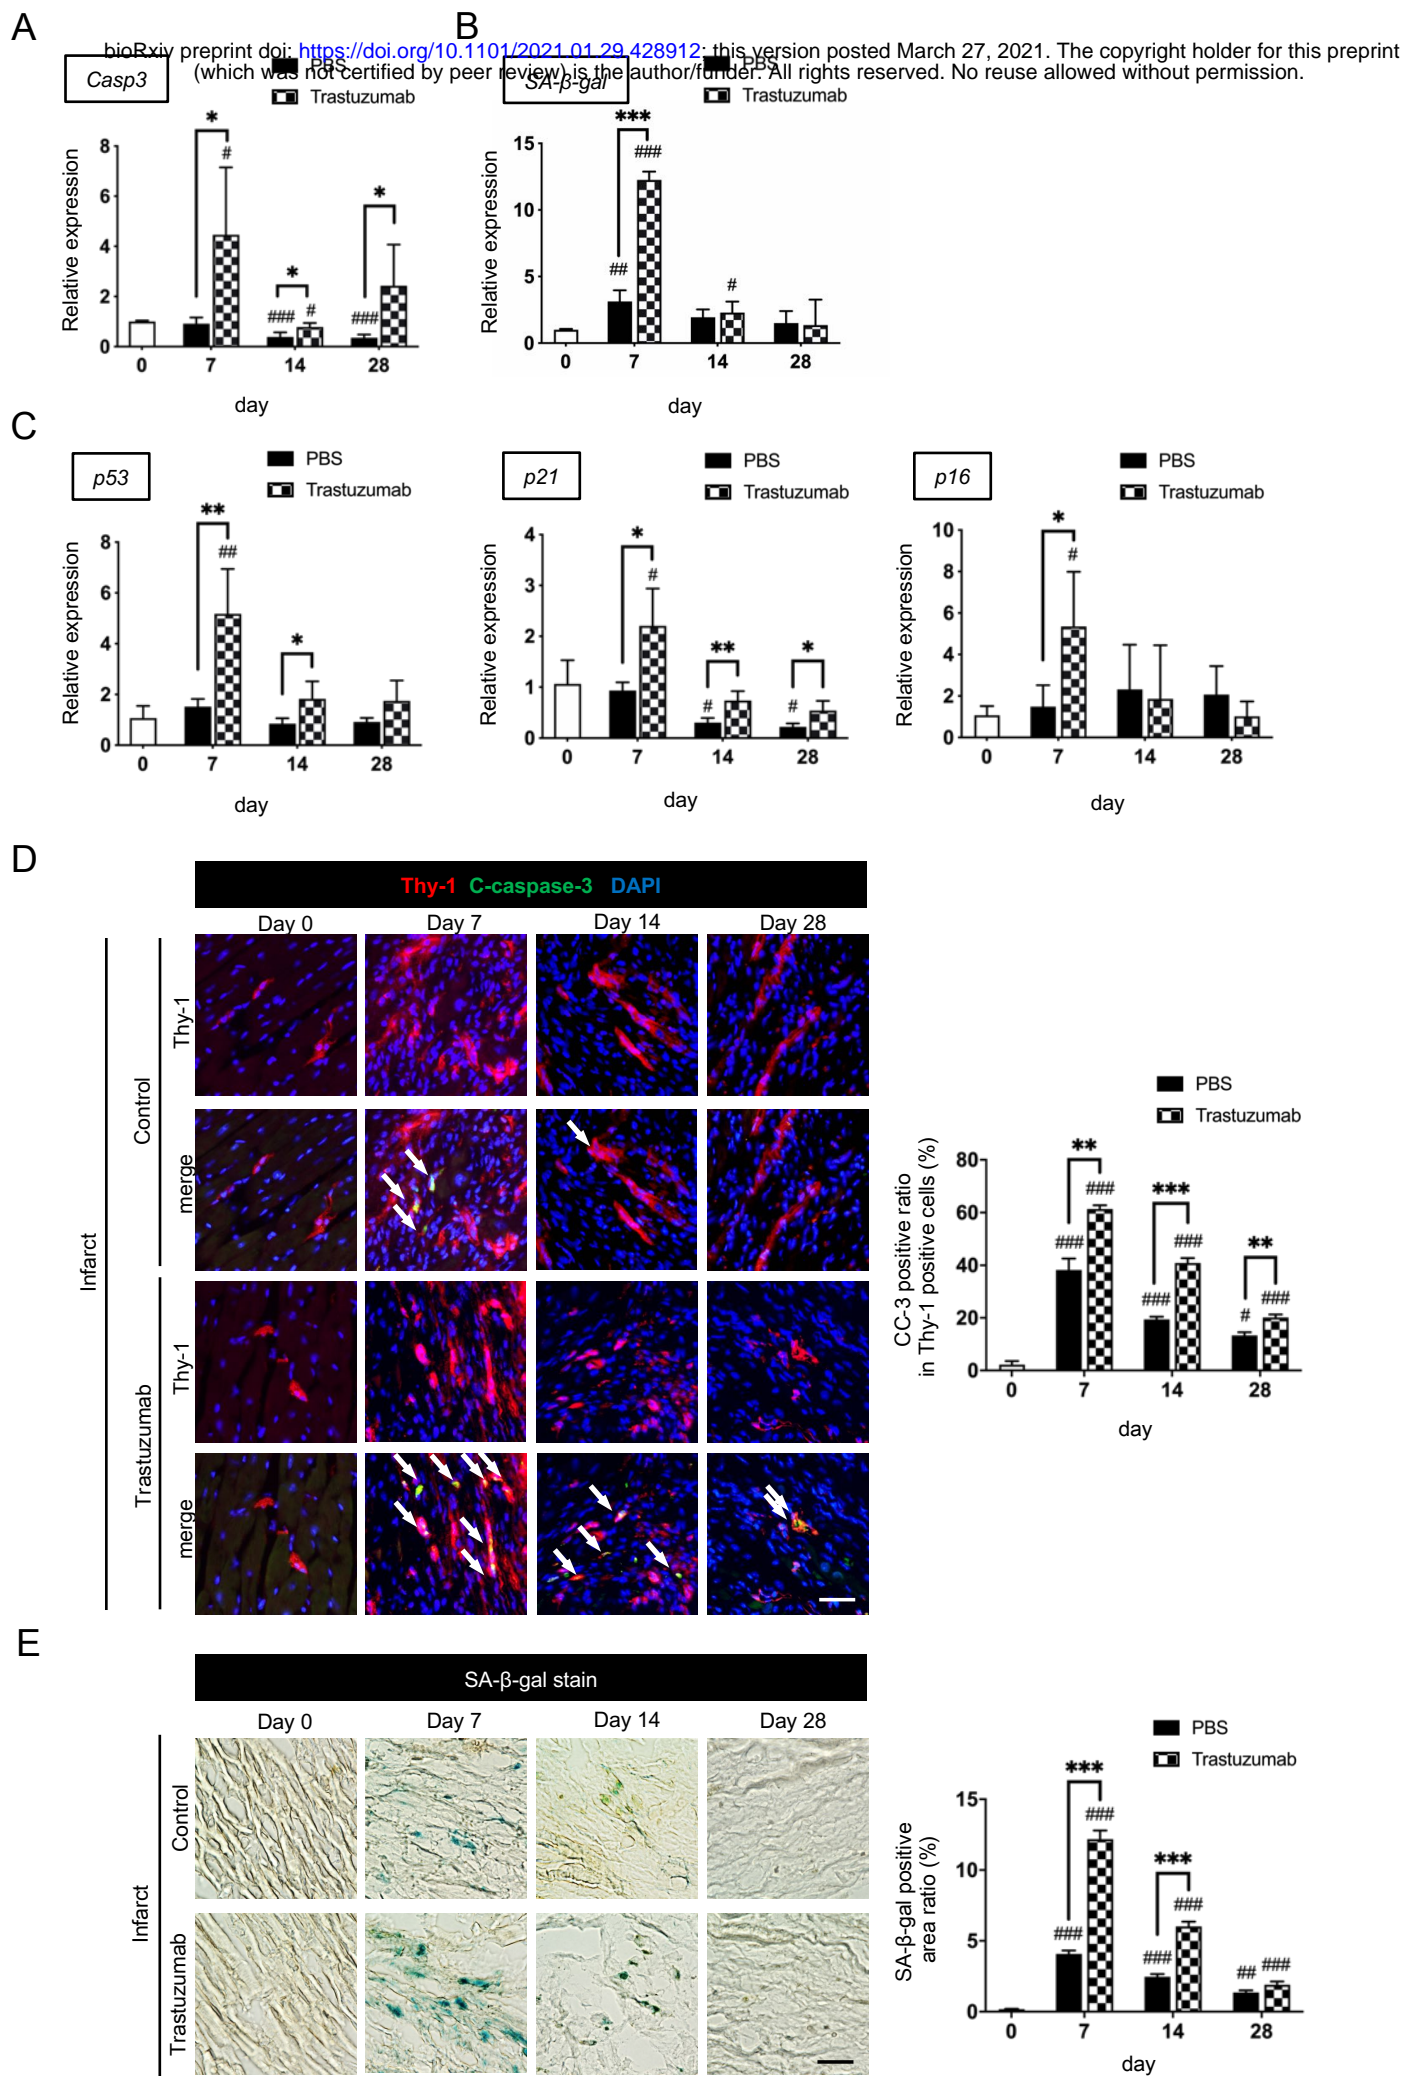 A
B
bioRxiv preprint doi: https://doi.org/10.1101/2021.01.29.428912; this version posted March 27, 2021. The copyright holder for this preprint
(which was not certified by peer review) is the author/funder. All rights reserved. No reuse allowed without permission.
Casp3
PBS
Trastuzumab
Relative expression
8
6
4
2
0
*
#
*
###
#
*
###
0 7 14 28
day
SA-β-gal
PBS
Trastuzumab
Relative expression
15
10
5
0
***
###
##
#
0 7 14 28
day
C
p53
PBS
Trastuzumab
Relative expression
8
6
4
2
0
**
##
*
0 7 14 28
day
p21
PBS
Trastuzumab
Relative expression
4
3
2
1
0
*
#
**
#
*
#
0 7 14 28
day
p16
PBS
Trastuzumab
Relative expression
10
8
6
4
2
0
*
#
0 7 14 28
day
D
Thy-1 C-caspase-3 DAPI
Day 0 Day 7 Day 14 Day 28
Infarct
Control
Thy-1
merge
Trastuzumab
Thy-1
merge
PBS
Trastuzumab
CC-3 positive ratio
in Thy-1 positive cells (%)
80
60
40
20
0
**
###
###
***
###
###
**
#
###
0 7 14 28
day
E
SA-β-gal stain
Day 0 Day 7 Day 14 Day 28
Infarct
Control
Trastuzumab
PBS
Trastuzumab
SA-β-gal positive
area ratio (%)
15
10
5
0
***
###
###
***
###
###
##
###
0 7 14 28
day